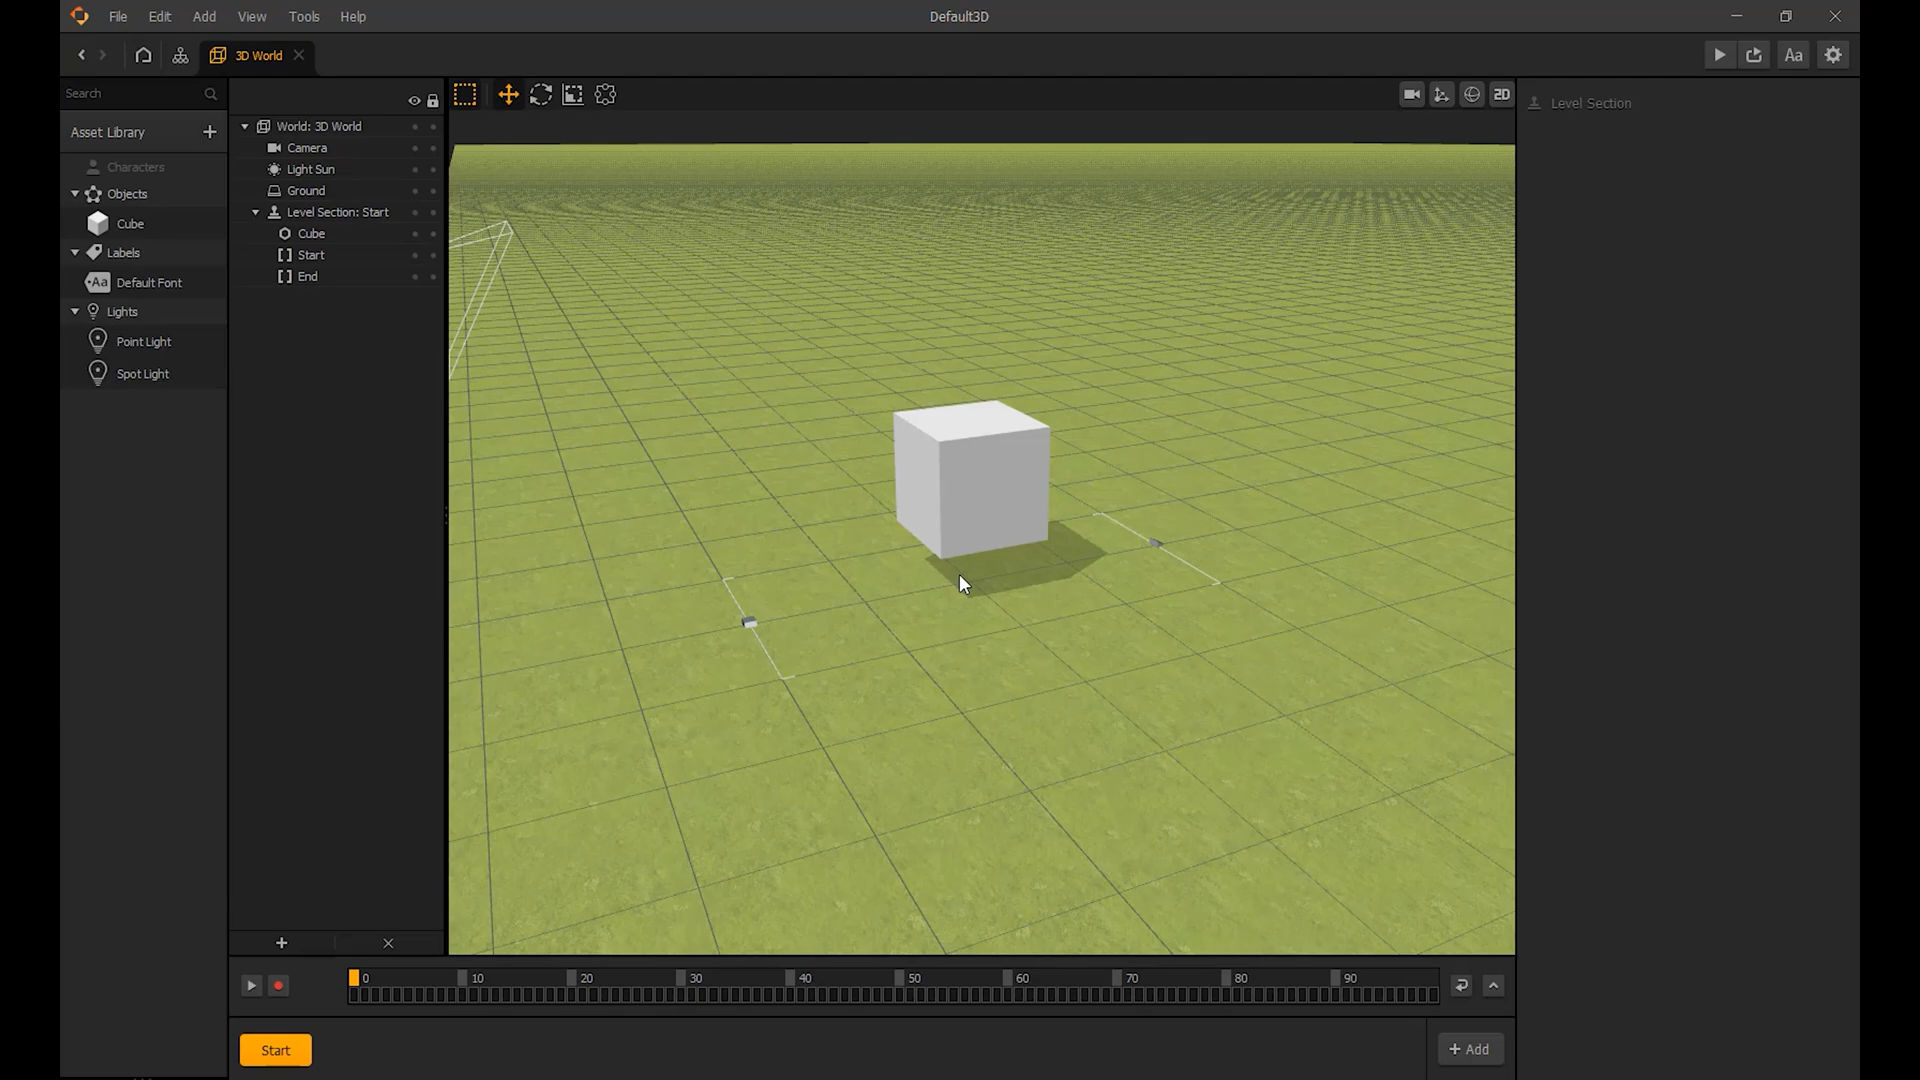 File Edit Add View Tools Help
Default3D
3D World
Aa
Search
Asset Library
Characters
Objects
Cube
Labels
Aa Default Font
Lights
Point Light
Spot Light
World: 3D World
Camera
Light Sun
Ground
Level Section: Start
Cube
Start
End
2D
Level Section
0 10 20 30 40 50 60 70 80 90
Start
+ Add